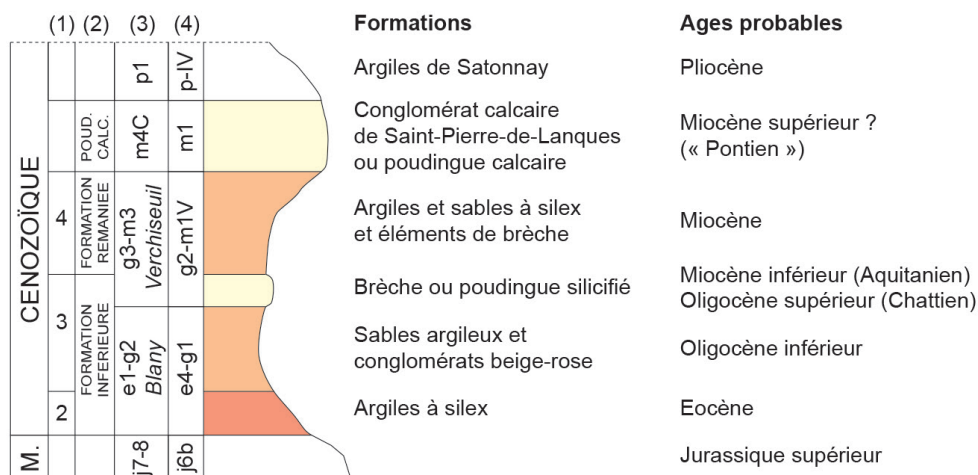 (1) (2) (3) (4) Formations Ages probables
CENOZOÏQUE
M.
4
3
2
POUD.
CALC.
FORMATION
REMANIEE
FORMATION
INFERIEURE
p1
m4C
g3-m3
Verchiseuil
e1-g2
Blany
j7-8
p-IV
m1
g2-m1V
e4-g1
j6b
Argiles de Satonnay
Pliocène
Conglomérat calcaire
de Saint-Pierre-de-Lanques
ou poudingue calcaire
Miocène supérieur ?
(« Pontien »)
Argiles et sables à silex
et éléments de brèche
Miocène
Brèche ou poudingue silicifié
Miocène inférieur (Aquitanien)
Oligocène supérieur (Chattien)
Sables argileux et
conglomérats beige-rose
Oligocène inférieur
Argiles à silex
Eocène
Jurassique supérieur